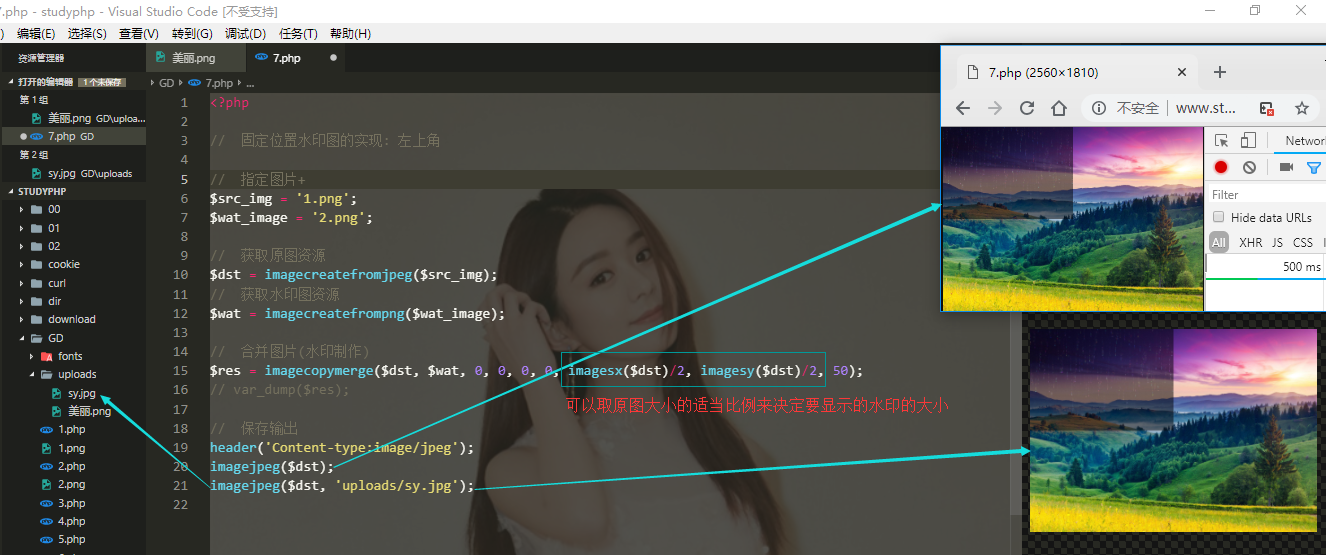 7.php - studyphp - Visual Studio Code [不受支持]
) 编辑(E) 选择(S) 查看(V) 转到(G) 调试(D) 任务(T) 帮助(H)
资源管理器
美丽.png
7.php
打开的编辑器 1 个未保存
GD 7.php ...
第 1 组
美丽.png GD\uploa...
7.php GD
第 2 组
sy.jpg GD\uploads
STUDYPHP
00
01
02
cookie
curl
dir
download
GD
fonts
uploads
sy.jpg
美丽.png
1.php
1.png
2.php
2.png
3.php
4.php
5.php
1 <?php
2
3 // 固定位置水印图的实现: 左上角
4
5 // 指定图片+
6 $src_img = '1.png';
7 $wat_image = '2.png';
8
9 // 获取原图资源
10 $dst = imagecreatefromjpeg($src_img);
11 // 获取水印图资源
12 $wat = imagecreatefrompng($wat_image);
13
14 // 合并图片(水印制作)
15 $res = imagecopymerge($dst, $wat, 0, 0, 0, 0, imagesx($dst)/2, imagesy($dst)/2, 50);
16 // var_dump($res);
可以取原图大小的适当比例来决定要显示的水印的大小
17
18 // 保存输出
19 header('Content-type:image/jpeg');
20 imagejpeg($dst);
21 imagejpeg($dst, 'uploads/sy.jpg');
22
7.php (2560×1810)
不安全 www.st...
Network
Filter
Hide data URLs
All XHR JS CSS
500 ms